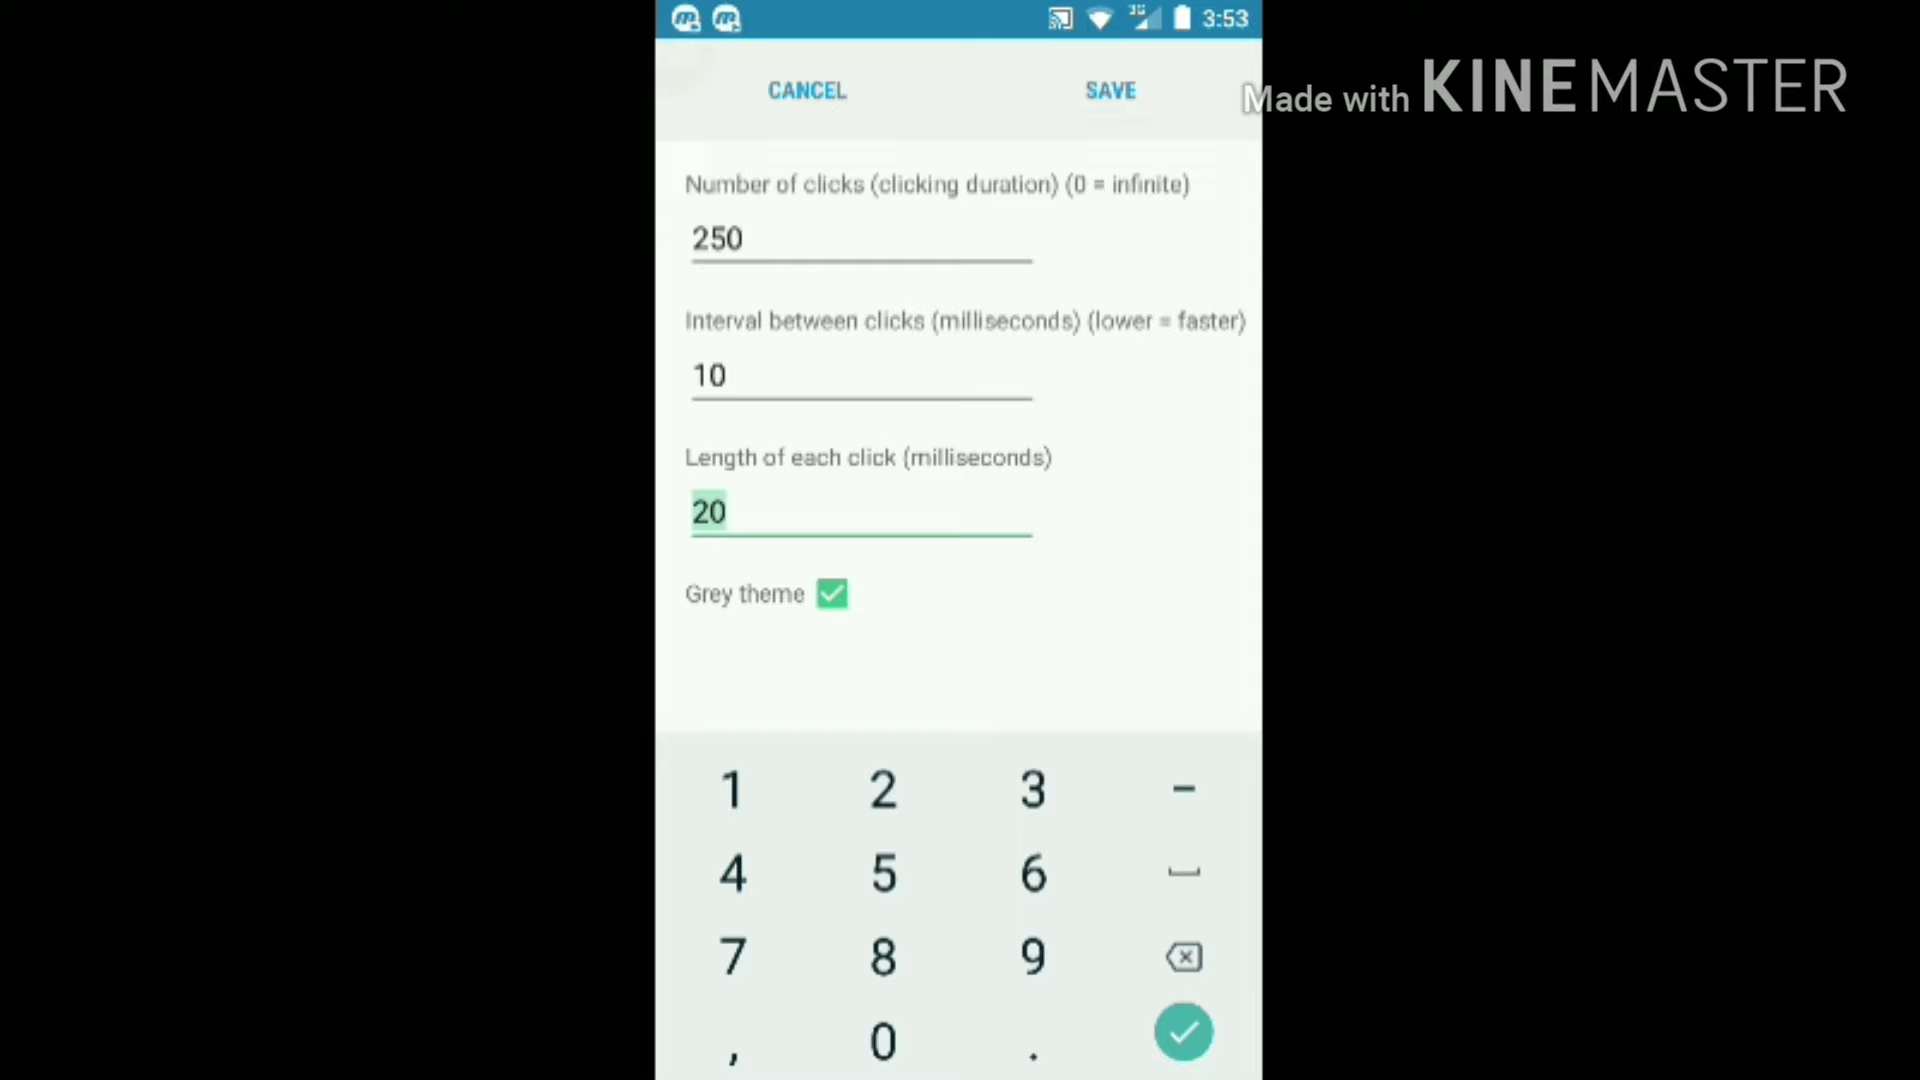 3G 3:53
CANCEL SAVE
Made with KINEMASTER
Number of clicks (clicking duration) (0 = infinite)
250
Interval between clicks (milliseconds) (lower = faster)
10
Length of each click (milliseconds)
20
Grey theme
1 2 3 -
4 5 6
7 8 9
, 0 .